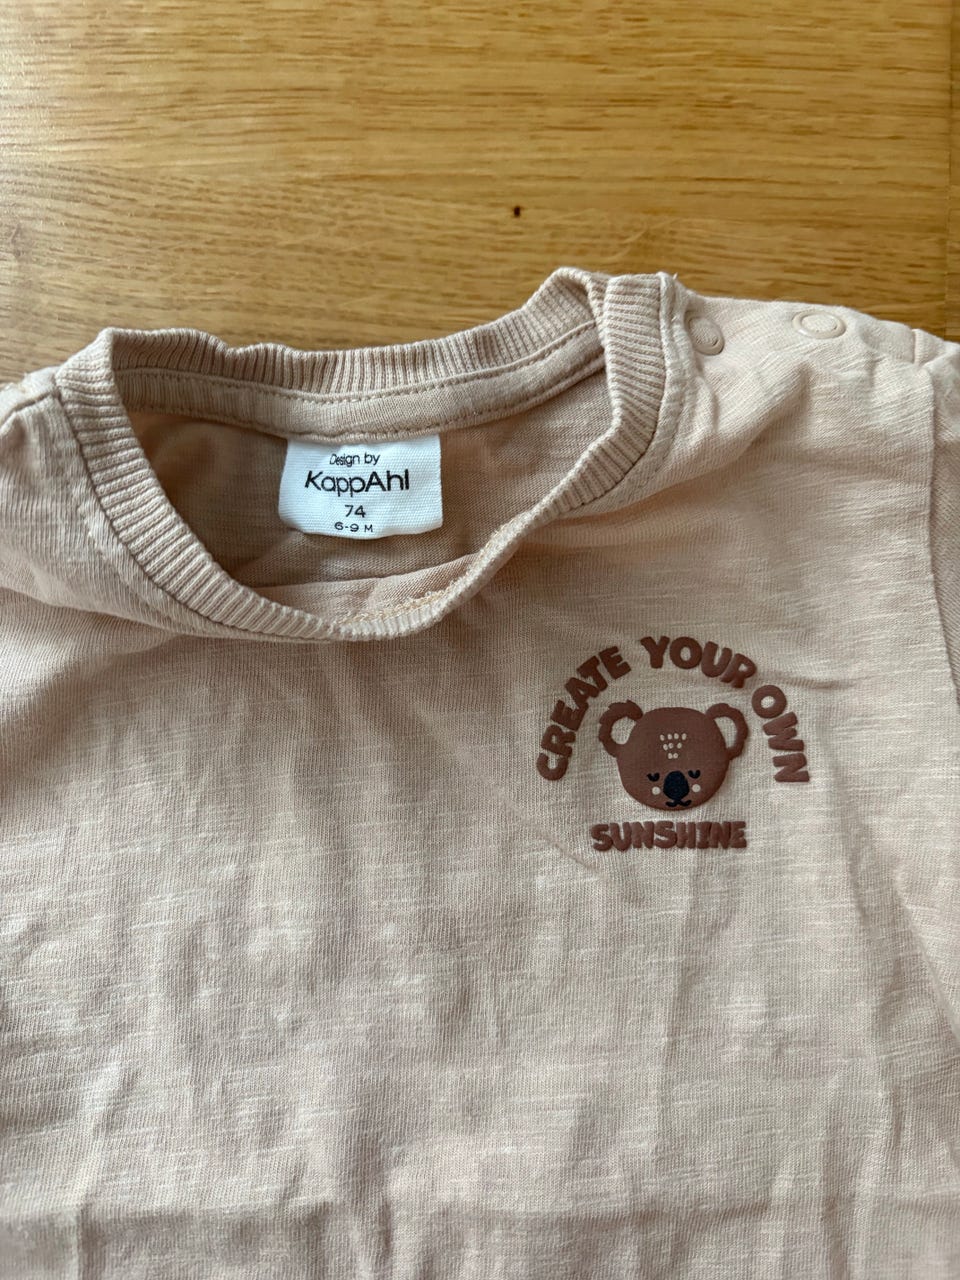 Design by
KappAhl
74
6-9 M
CREATE YOUR OWN
SUNSHINE